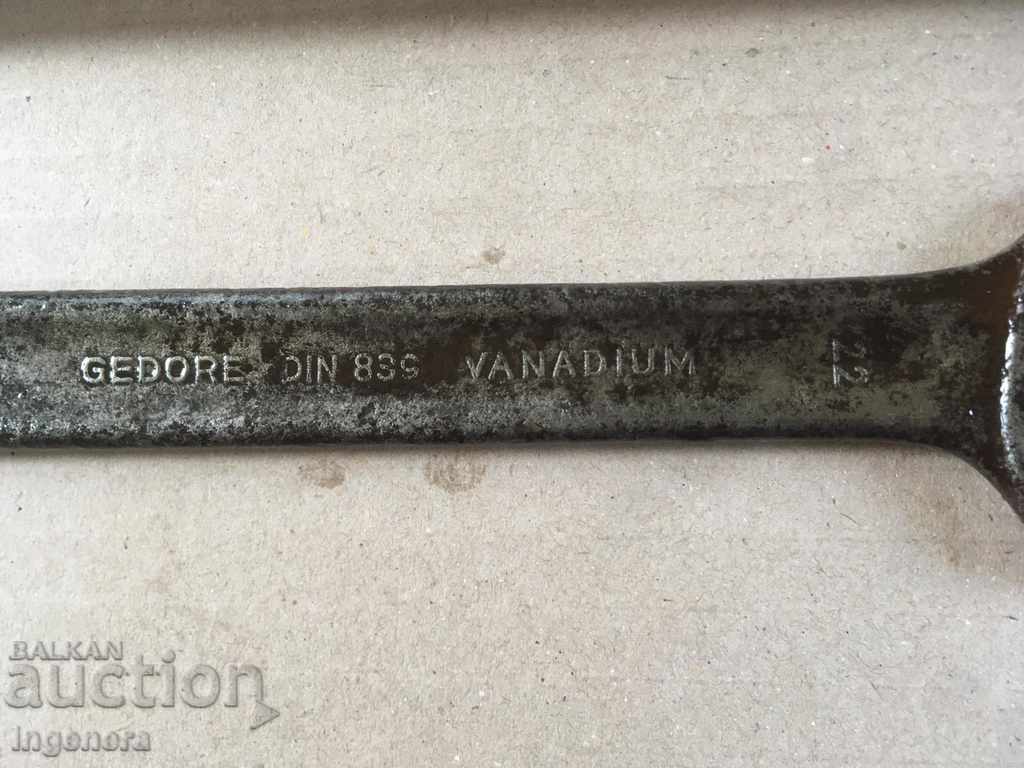 GEDORE DIN 839 VANADIUM
22
BALKAN
auction
Ingenora